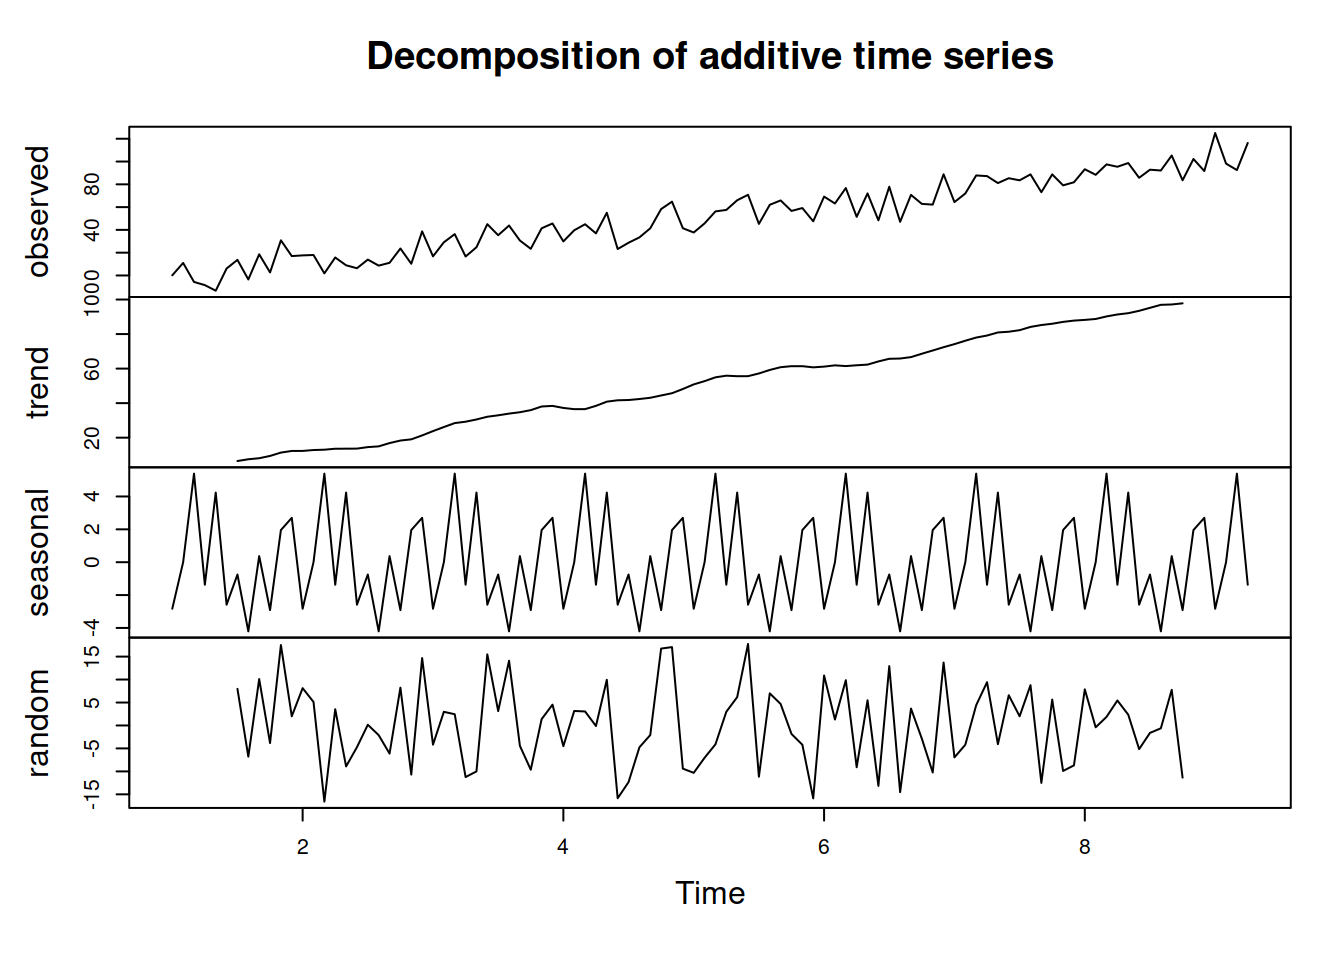 Decomposition of additive time series
observed
0 40 80
trend
20 60 100
seasonal
-4 0 2 4
random
-15 -5 5 15
2 4 6 8
Time